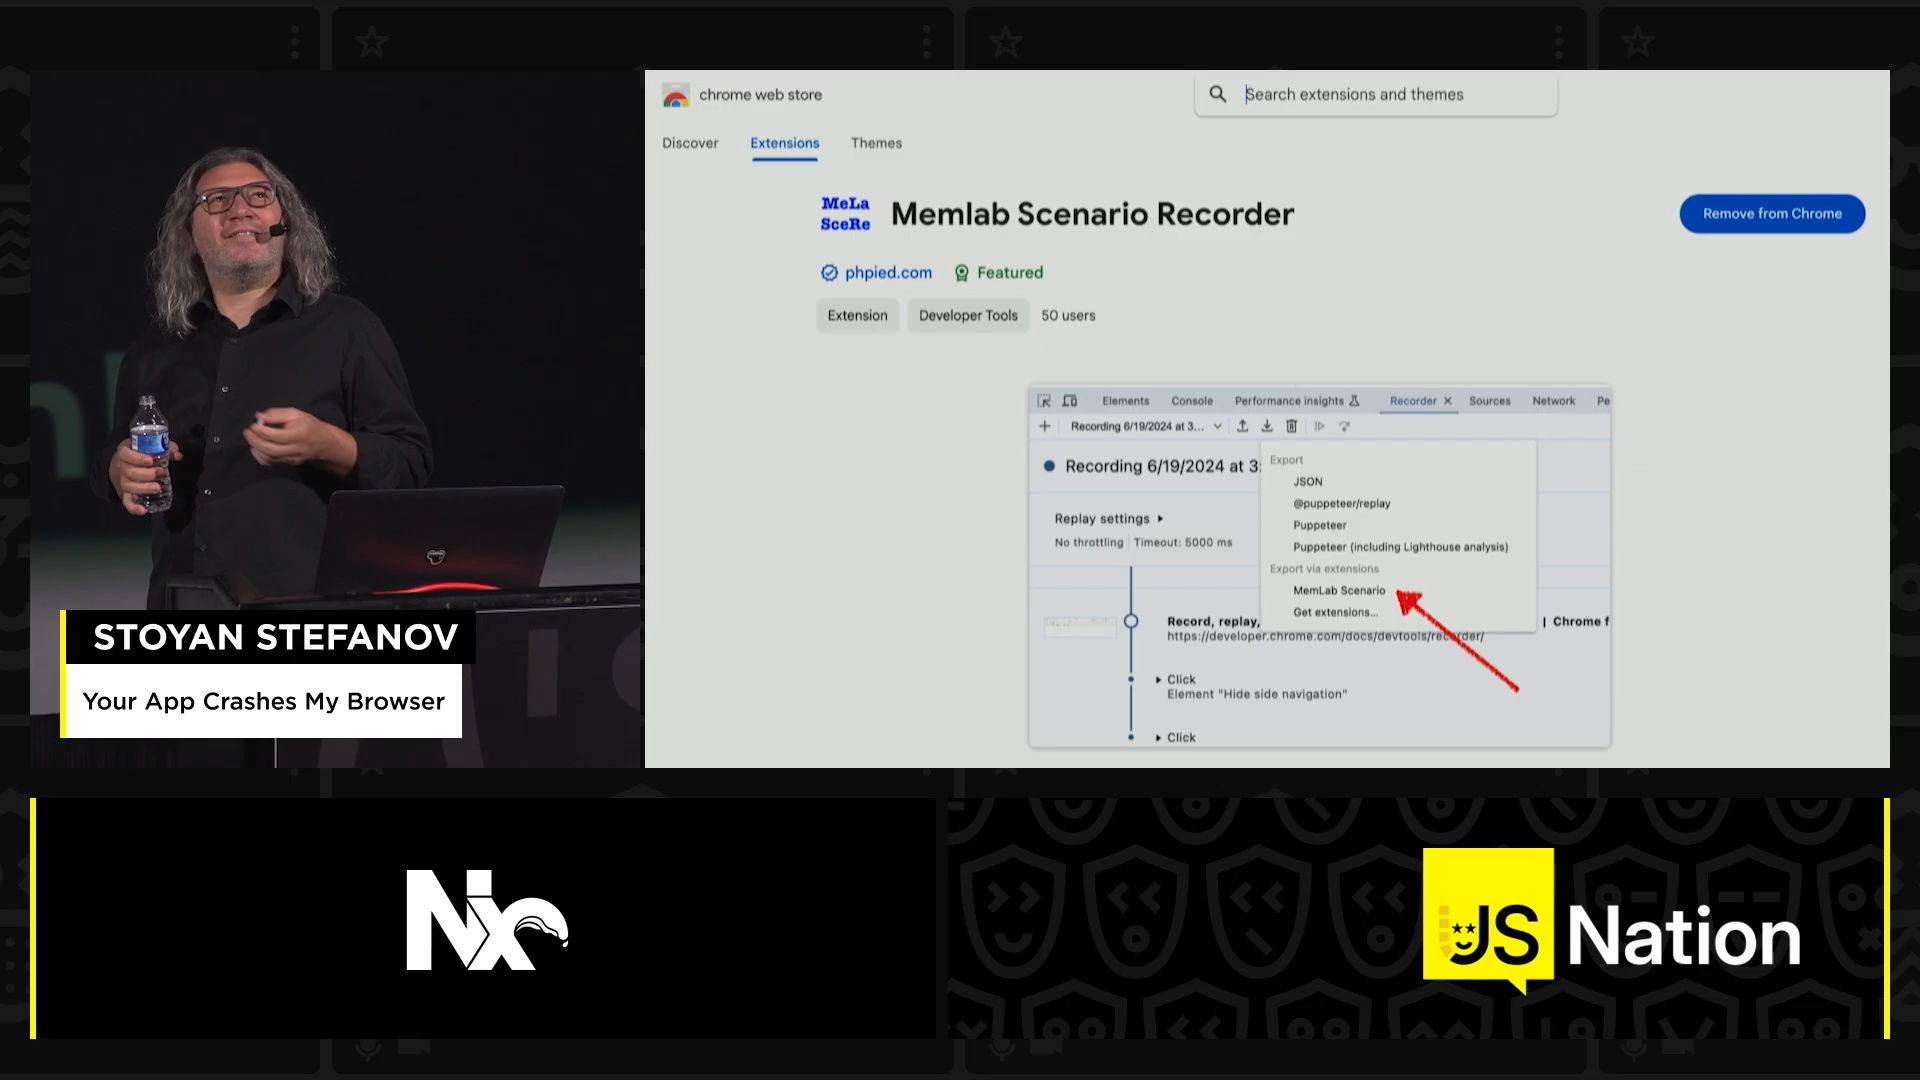 chrome web store
Search extensions and themes
Discover
Extensions
Themes
MeLa
SceRe
Memlab Scenario Recorder
Remove from Chrome
phpied.com
Featured
Extension
Developer Tools
50 users
Elements
Console
Performance insights
Recorder
Sources
Network
Pe
Recording 6/19/2024 at 3...
Recording 6/19/2024 at 3:
Export
JSON
@puppeteer/replay
Puppeteer
Puppeteer (including Lighthouse analysis)
Export via extensions
MemLab Scenario
Get extensions...
Replay settings
No throttling
Timeout: 5000 ms
Record, replay,
| Chrome f
https://developer.chrome.com/docs/devtools/recorder/
Click
Element "Hide side navigation"
Click
STOYAN STEFANOV
Your App Crashes My Browser
Nx
JS Nation